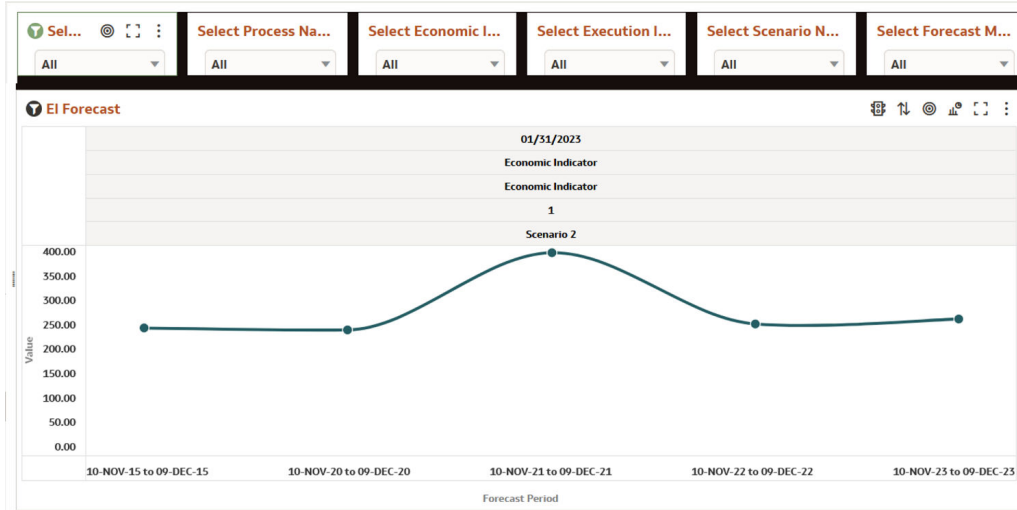 Sel...
Select Process Na...
Select Economic I...
Select Execution I...
Select Scenario N...
Select Forecast M...
All
All
All
All
All
All
EI Forecast
01/31/2023
Economic Indicator
Economic Indicator
1
Scenario 2
400.00
350.00
300.00
250.00
200.00
150.00
100.00
50.00
0.00
Value
10-NOV-15 to 09-DEC-15
10-NOV-20 to 09-DEC-20
10-NOV-21 to 09-DEC-21
10-NOV-22 to 09-DEC-22
10-NOV-23 to 09-DEC-23
Forecast Period